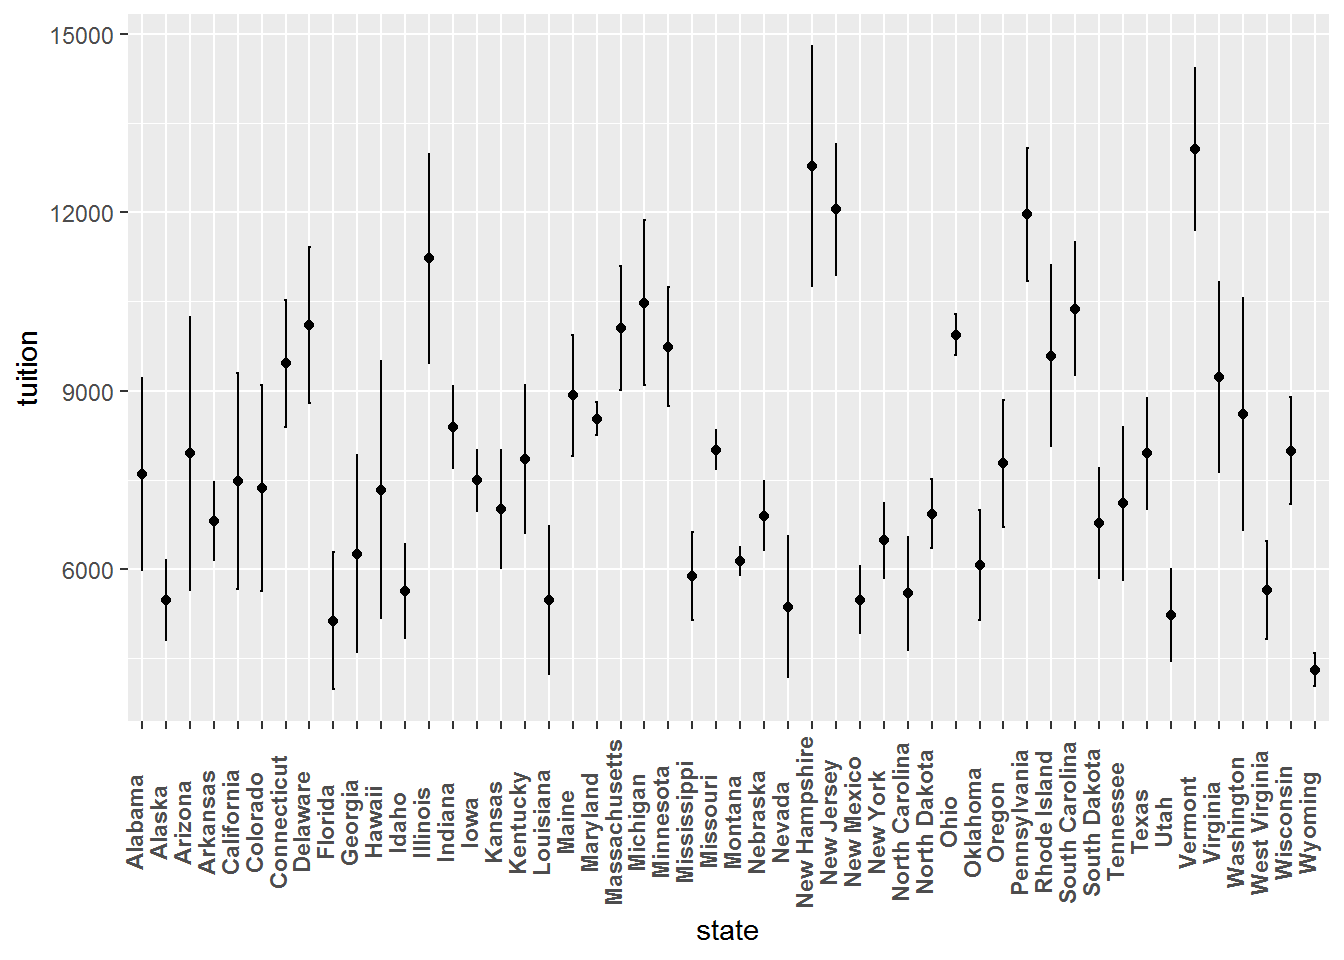 15000
12000
9000
6000
tuition
Alabama
Alaska
Arizona
Arkansas
California
Colorado
Connecticut
Delaware
Florida
Georgia
Hawaii
Idaho
Illinois
Indiana
Iowa
Kansas
Kentucky
Louisiana
Maine
Maryland
Massachusetts
Michigan
Minnesota
Mississippi
Missouri
Montana
Nebraska
Nevada
New Hampshire
New Jersey
New Mexico
New York
North Carolina
North Dakota
Ohio
Oklahoma
Oregon
Pennsylvania
Rhode Island
South Carolina
South Dakota
Tennessee
Texas
Utah
Vermont
Virginia
Washington
West Virginia
Wisconsin
Wyoming
state